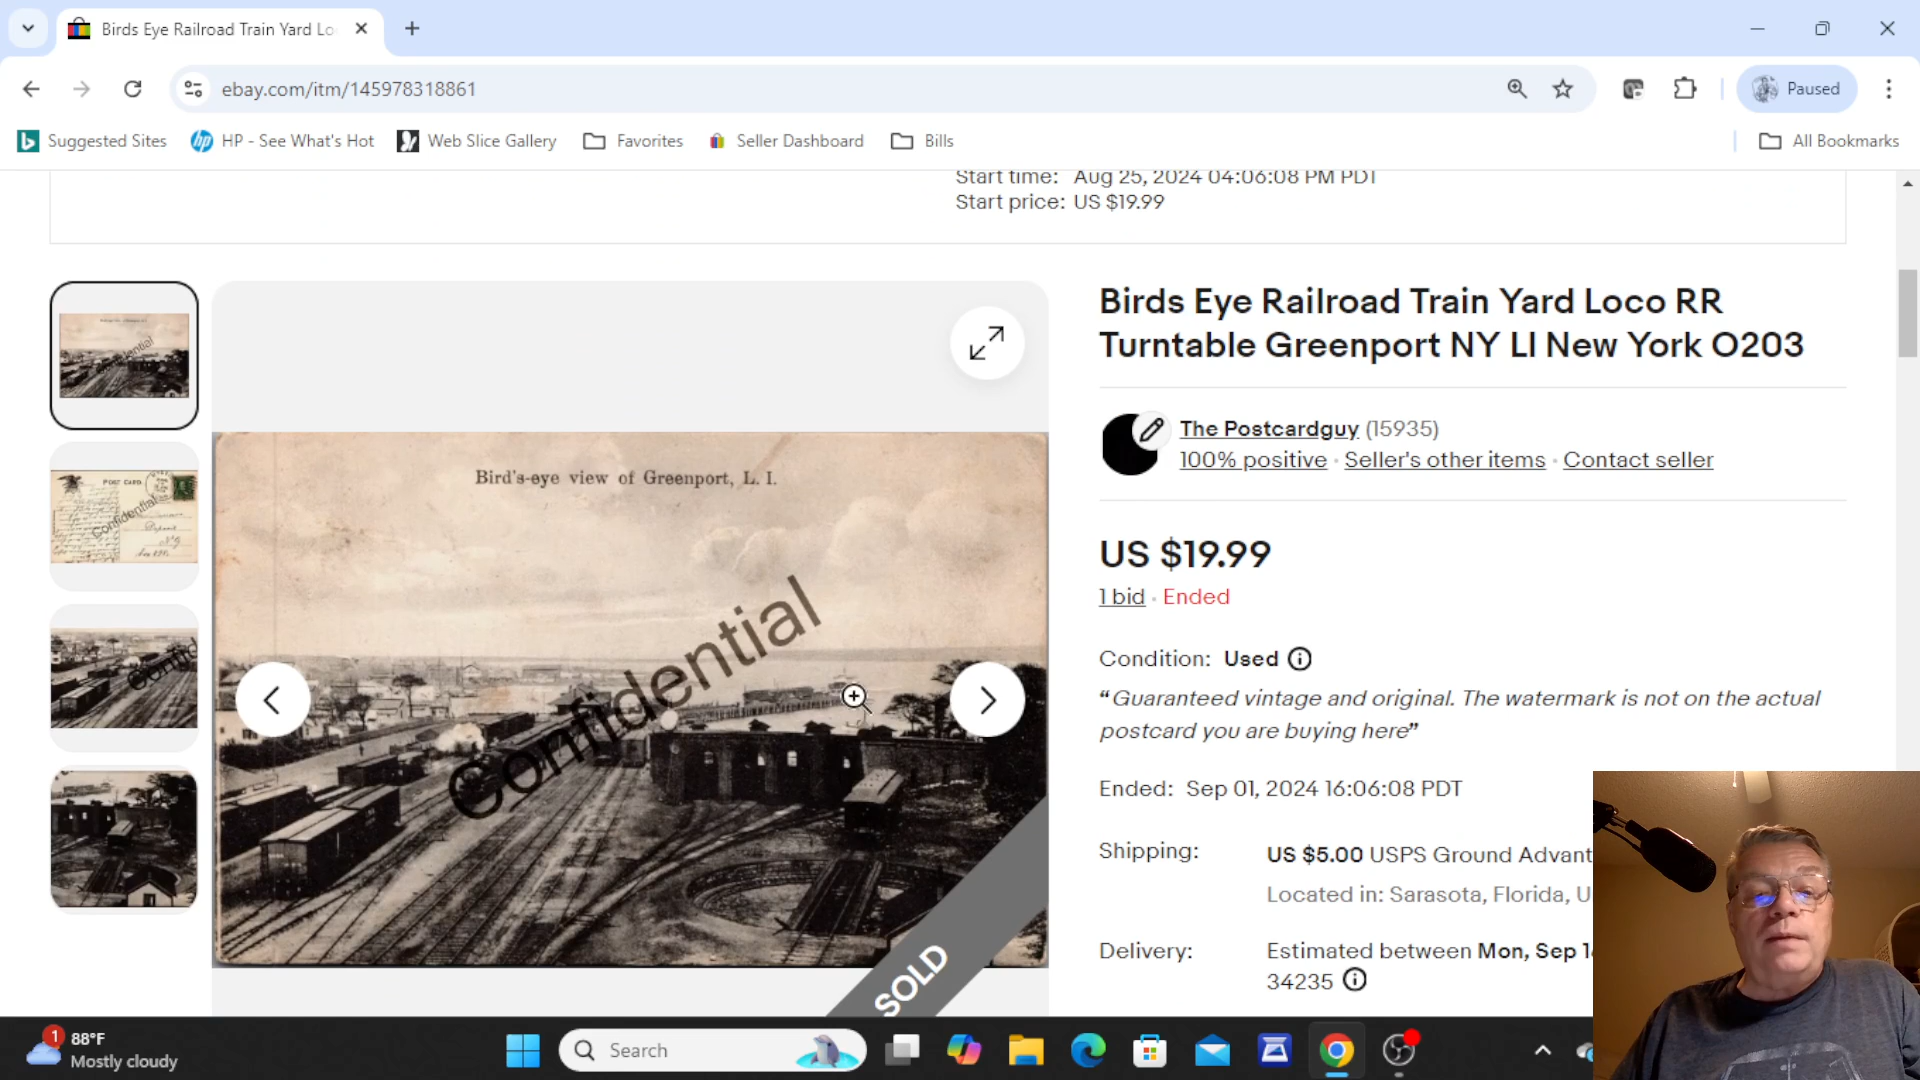 Birds Eye Railroad Train Yard Lo
ebay.com/itm/145978318861
Paused
Suggested Sites
HP - See What's Hot
Web Slice Gallery
Favorites
Seller Dashboard
Bills
All Bookmarks
Start time: Aug 25, 2024 04:06:08 PM PDT
Start price: US $19.99
Birds Eye Railroad Train Yard Loco RR
Turntable Greenport NY LI New York O203
The Postcardguy (15935)
100% positive · Seller's other items · Contact seller
US $19.99
1 bid · Ended
Condition: Used
“Guaranteed vintage and original. The watermark is not on the actual
postcard you are buying here”
Ended: Sep 01, 2024 16:06:08 PDT
Shipping: US $5.00 USPS Ground Advant
Located in: Sarasota, Florida, U
Delivery: Estimated between Mon, Sep 1
34235
Bird's-eye view of Greenport, L. I.
Confidential
SOLD
POST CARD
Confidential
1
88°F
Mostly cloudy
Search